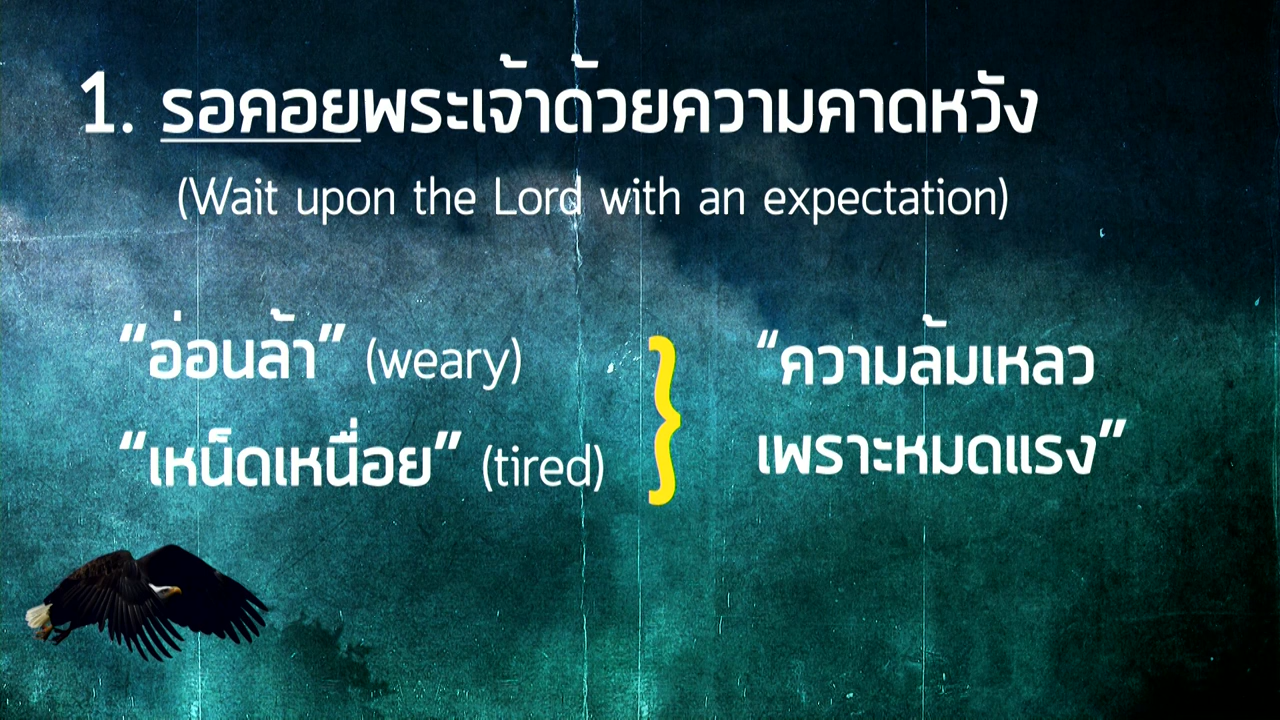 1. รอคอยพระเจ้าด้วยความคาดหวัง
(Wait upon the Lord with an expectation)
“อ่อนล้า” (weary)
“เหน็ดเหนื่อย” (tired)
“ความล้มเหลว
เพราะหมดแรง”